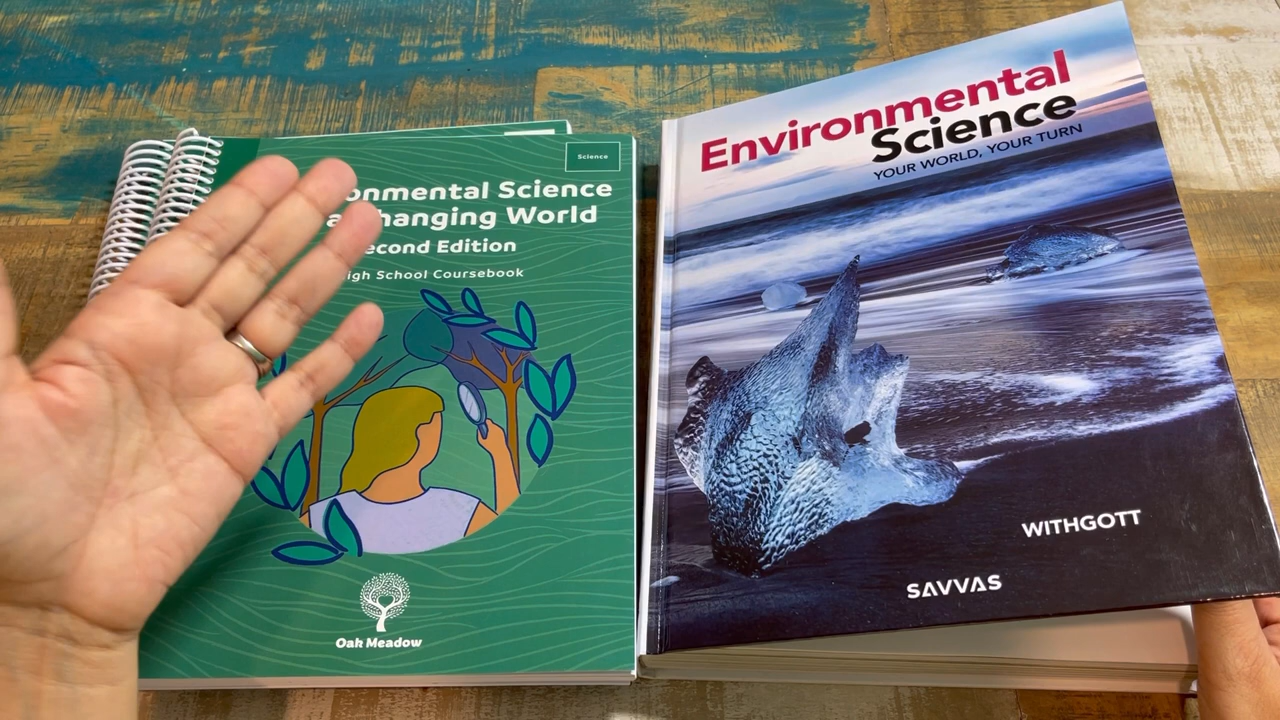 Science
onmental Science
a Changing World
econd Edition
igh School Coursebook
Oak Meadow
Environmental
Science
YOUR WORLD, YOUR TURN
WITHGOTT
SAVVAS